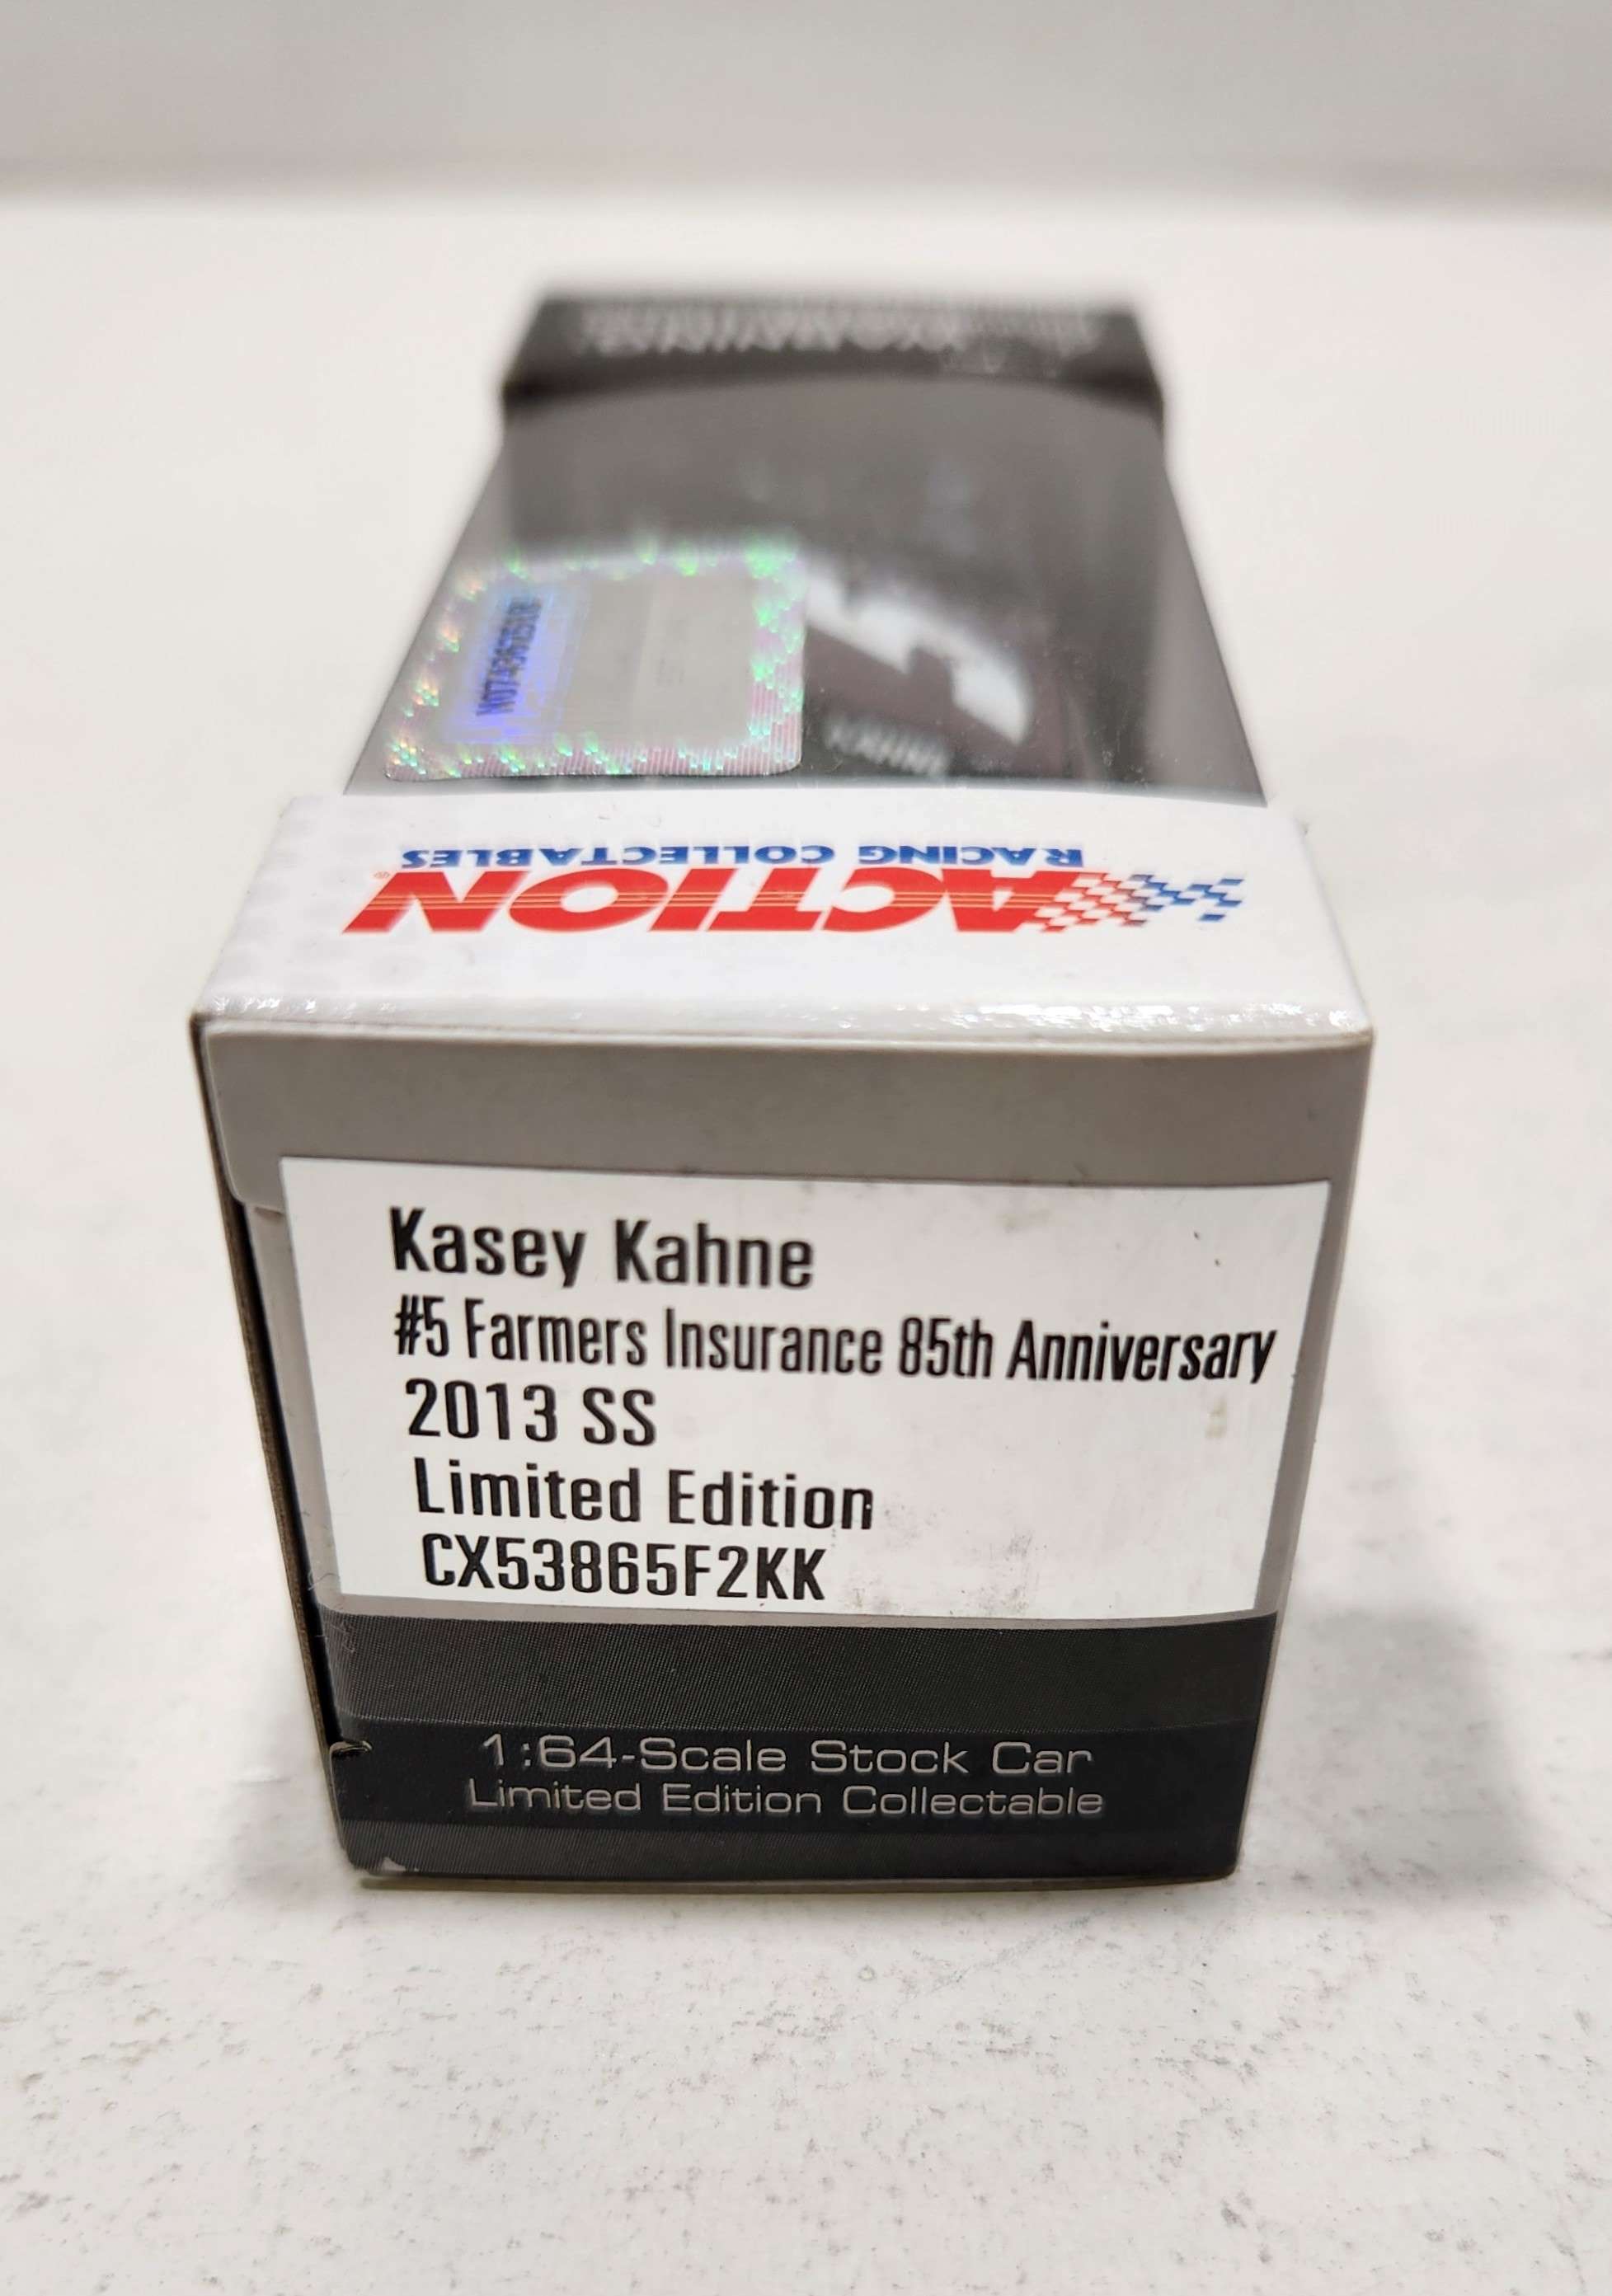 RACING COLLECTABLES
ACTION®
Kasey Kahne
#5 Farmers Insurance 85th Anniversary
2013 SS
Limited Edition
CX53865F2KK
1:64-Scale Stock Car
Limited Edition Collectable